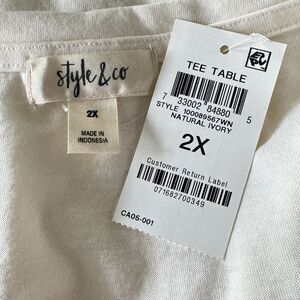 style & co
2X
MADE IN
INDONESIA
TEE TABLE
7 33002 84880 5
STYLE 100089567WN
NATURAL IVORY
2X
Customer Return Label
071682700349
CA05-001